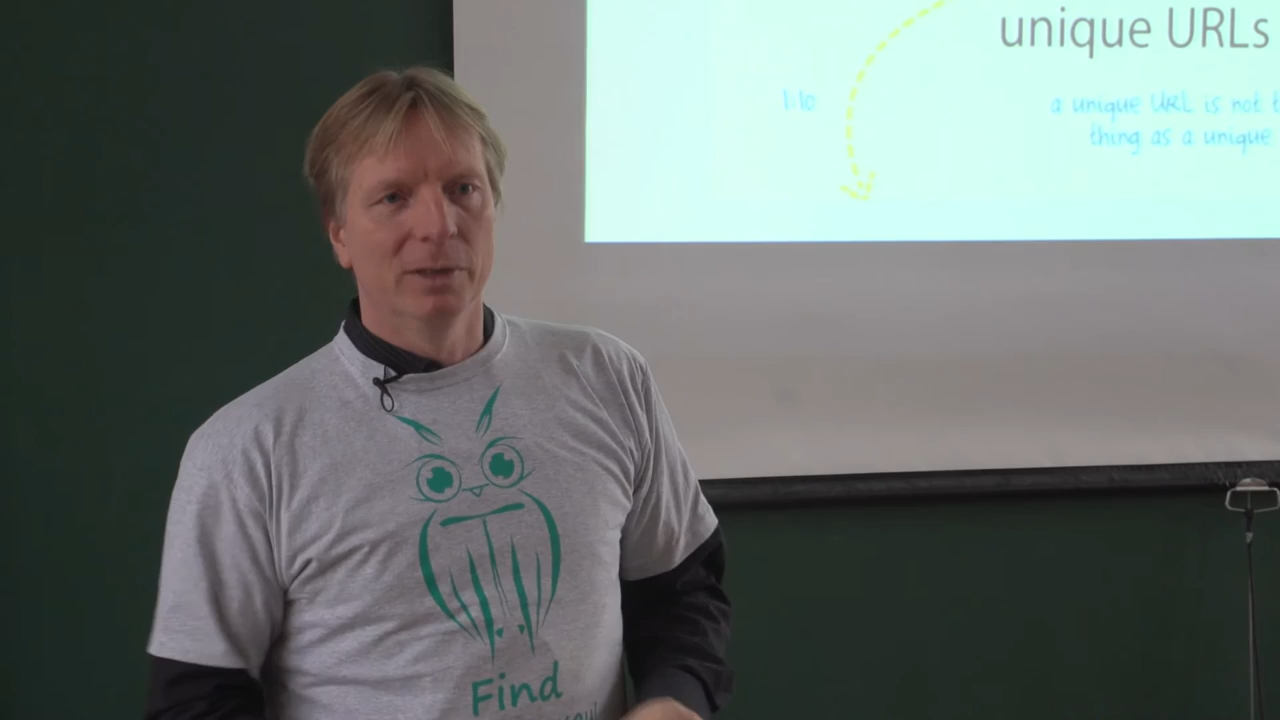 unique URLs
1:10
a unique URL is not t
thing as a unique
Find